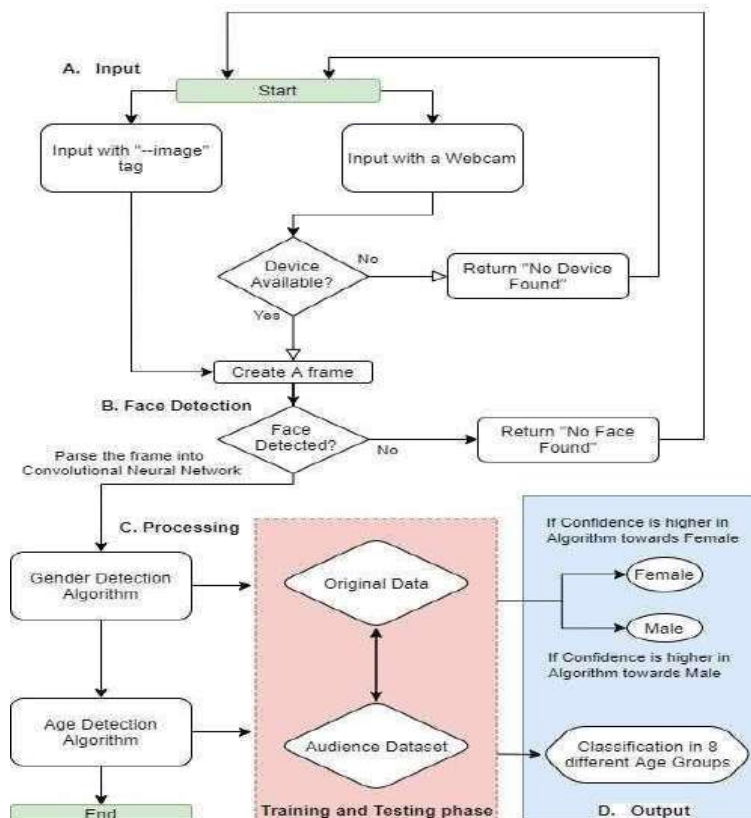 A. Input
Start
Input with "--image"
tag
Input with a Webcam
Device
Available?
No
Return "No Device
Found"
Yes
Create A frame
B. Face Detection
Face
Detected?
No
Return "No Face
Found"
Parse the frame into
Convolutional Neural Network
C. Processing
Gender Detection
Algorithm
Original Data
If Confidence is higher in
Algorithm towards Female
Female
Male
If Confidence is higher in
Algorithm towards Male
Age Detection
Algorithm
Audience Dataset
Classification in 8
different Age Groups
End
Training and Testing phase
D. Output